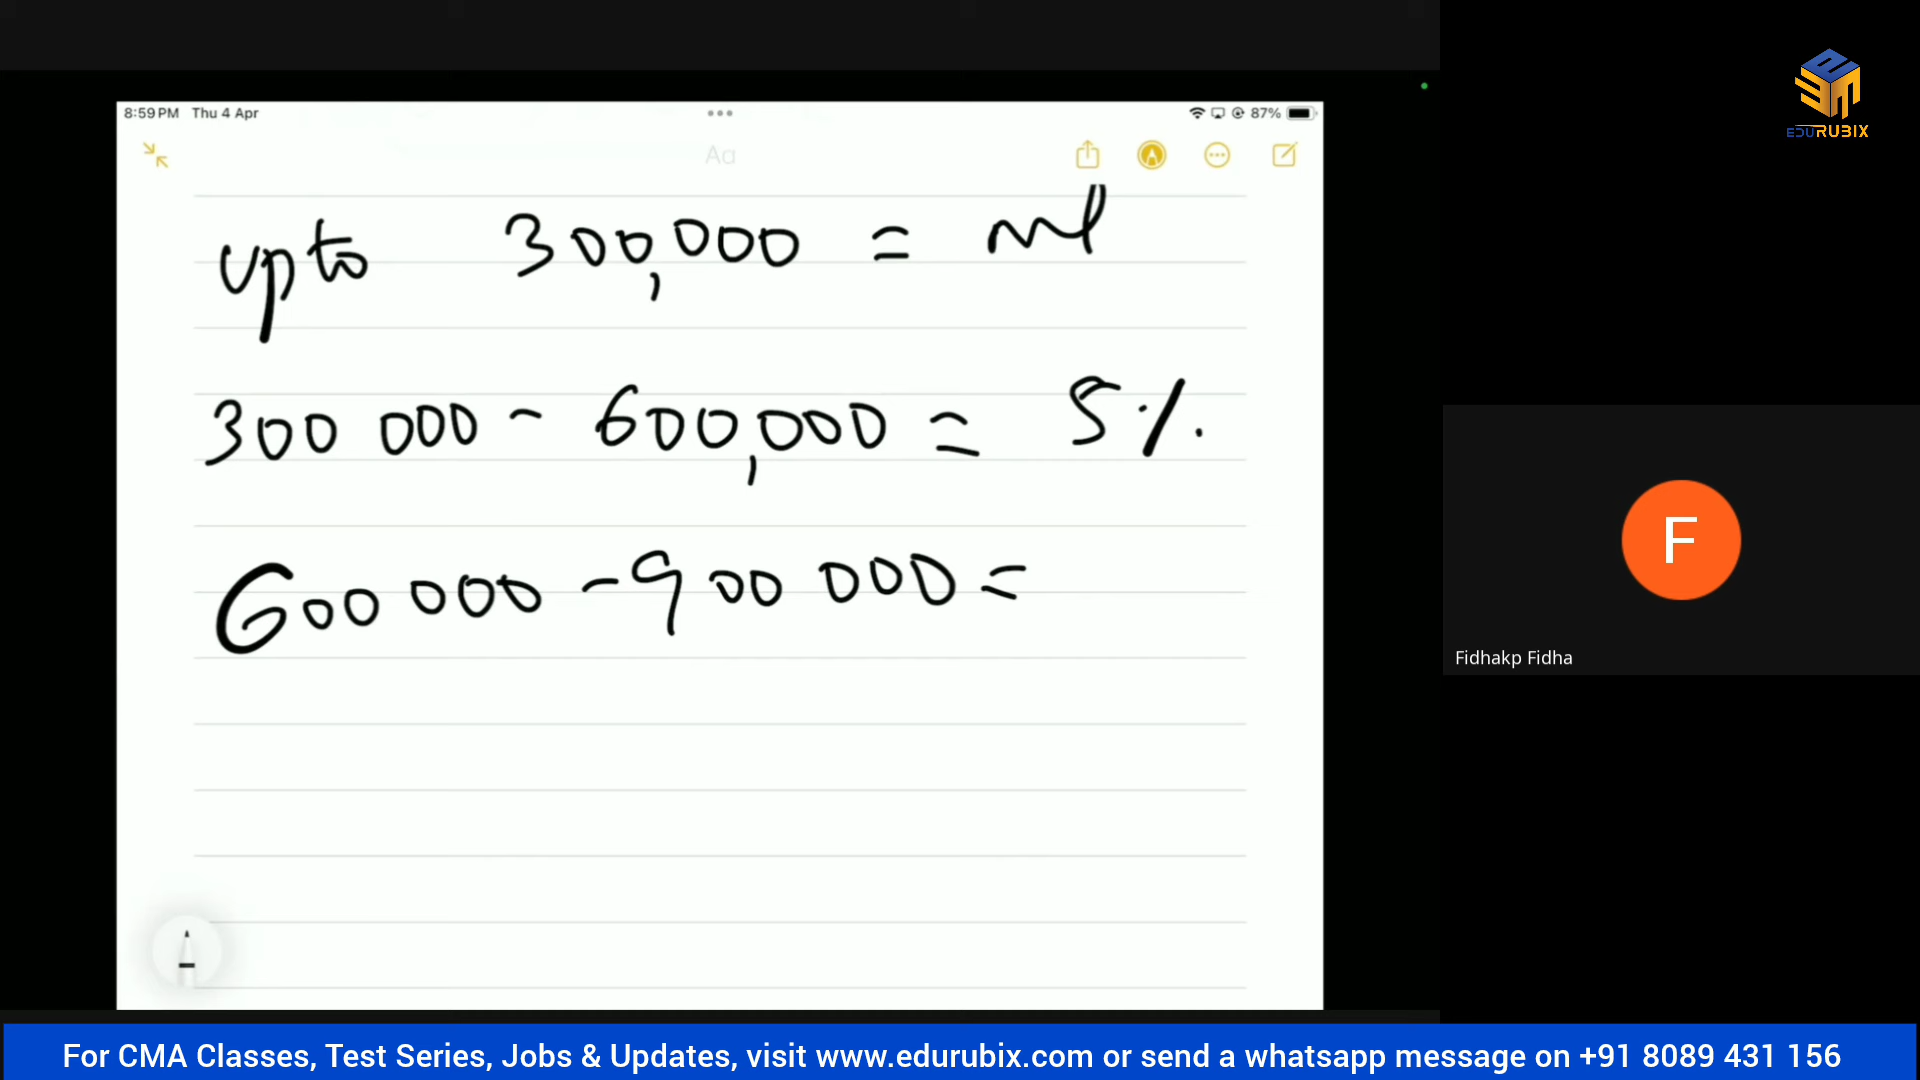 EDURUBIX
8:59 PM Thu 4 Apr
87%
Aa
upto 300,000 = nil
300 000 - 600,000 = 5%.
600 000 - 900 000 =
F
Fidhakp Fidha
For CMA Classes, Test Series, Jobs & Updates, visit www.edurubix.com or send a whatsapp message on +91 8089 431 156